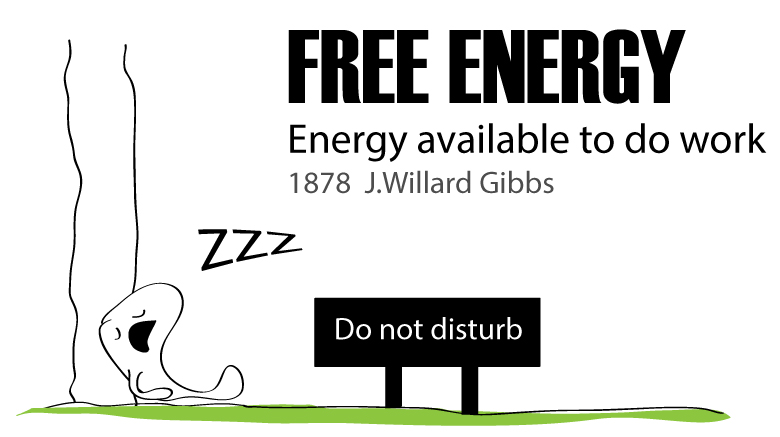 FREE ENERGY
Energy available to do work
1878 J.Willard Gibbs
ZZZ
Do not disturb